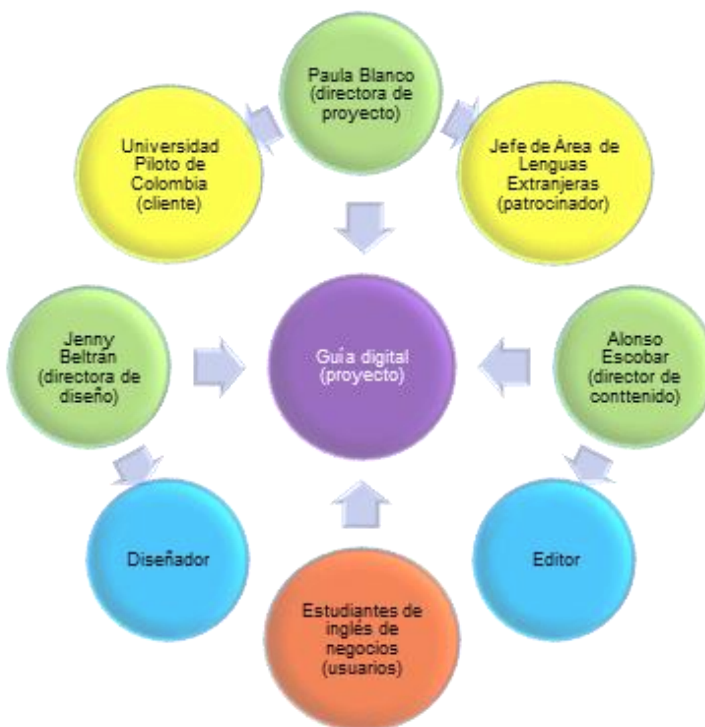 Paula Blanco
(directora de
proyecto)
Universidad
Piloto de
Colombia
(cliente)
Jefe de Área de
Lenguas
Extranjeras
(patrocinador)
Jenny
Beltrán
(directora de
diseño)
Guía digital
(proyecto)
Alonso
Escobar
(director de
conttenido)
Diseñador
Editor
Estudiantes de
inglés de
negocios
(usuarios)